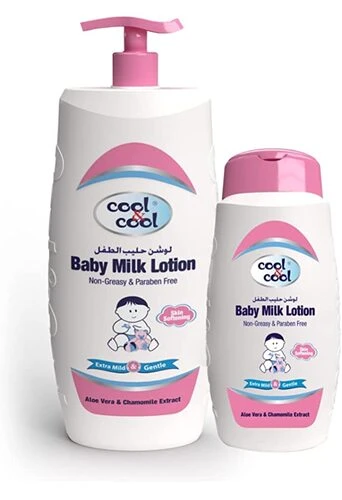 cool
&
cool
لوشن حليب الطفل
Baby Milk Lotion
Non-Greasy & Paraben Free
Skin
Softening
Extra Mild & Gentle
Aloe Vera & Chamomile Extract
cool
&
cool
لوشن حليب الطفل
Baby Milk Lotion
Non-Greasy & Paraben Free
Skin
Softening
Extra Mild & Gentle
Aloe Vera & Chamomile Extract